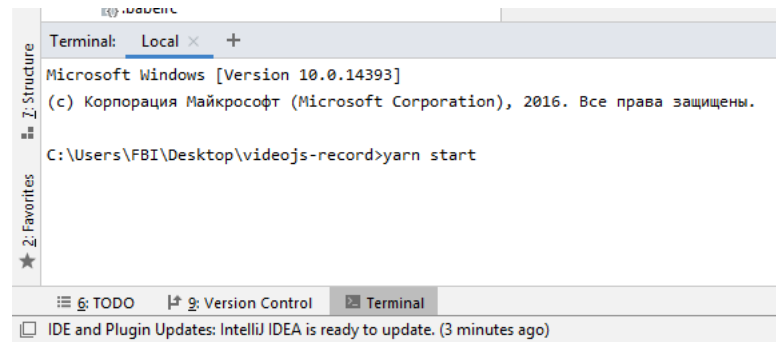 .babelrc
Terminal: Local × +
Microsoft Windows [Version 10.0.14393]
(c) Корпорация Майкрософт (Microsoft Corporation), 2016. Все права защищены.
C:\Users\FBI\Desktop\videojs-record>yarn start
7: Structure
2: Favorites
6: TODO 9: Version Control Terminal
IDE and Plugin Updates: IntelliJ IDEA is ready to update. (3 minutes ago)